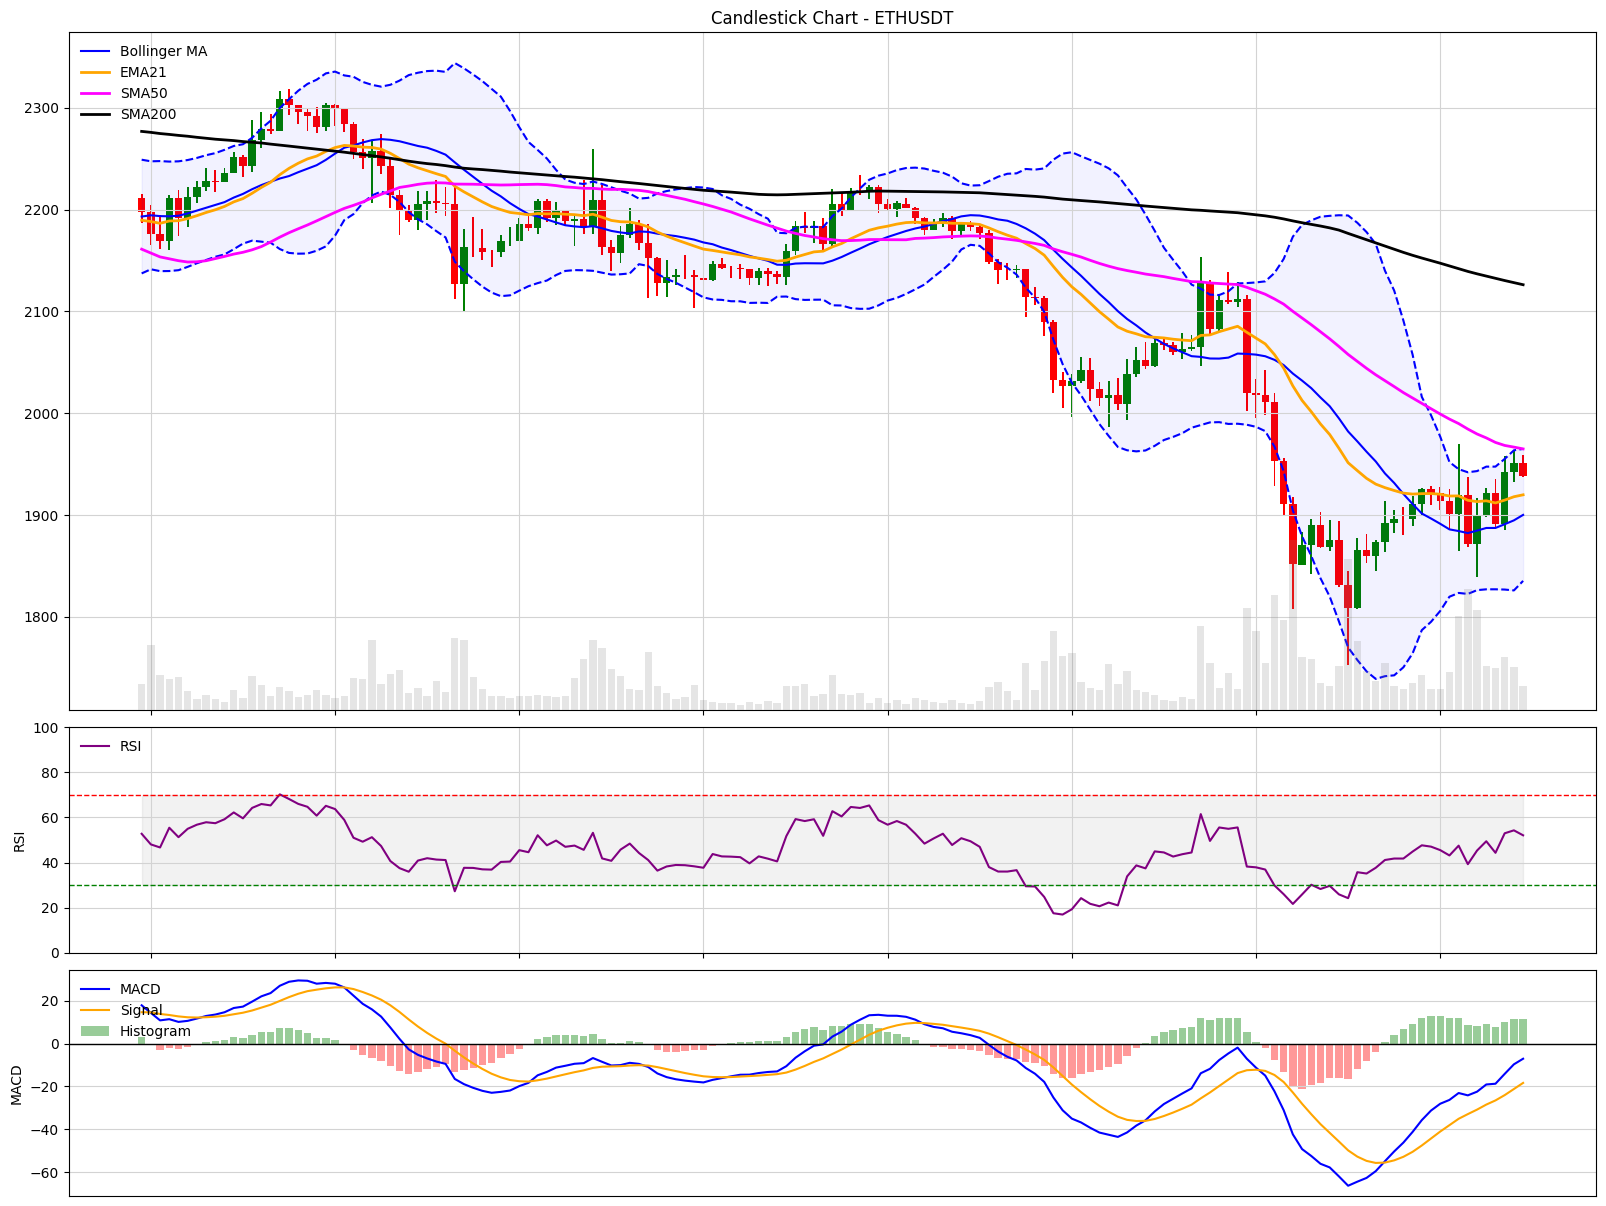 Candlestick Chart - ETHUSDT
Bollinger MA
EMA21
SMA50
SMA200
2300
2200
2100
2000
1900
1800
RSI
100
80
60
40
20
0
RSI
MACD
Signal
Histogram
20
0
−20
−40
−60
MACD